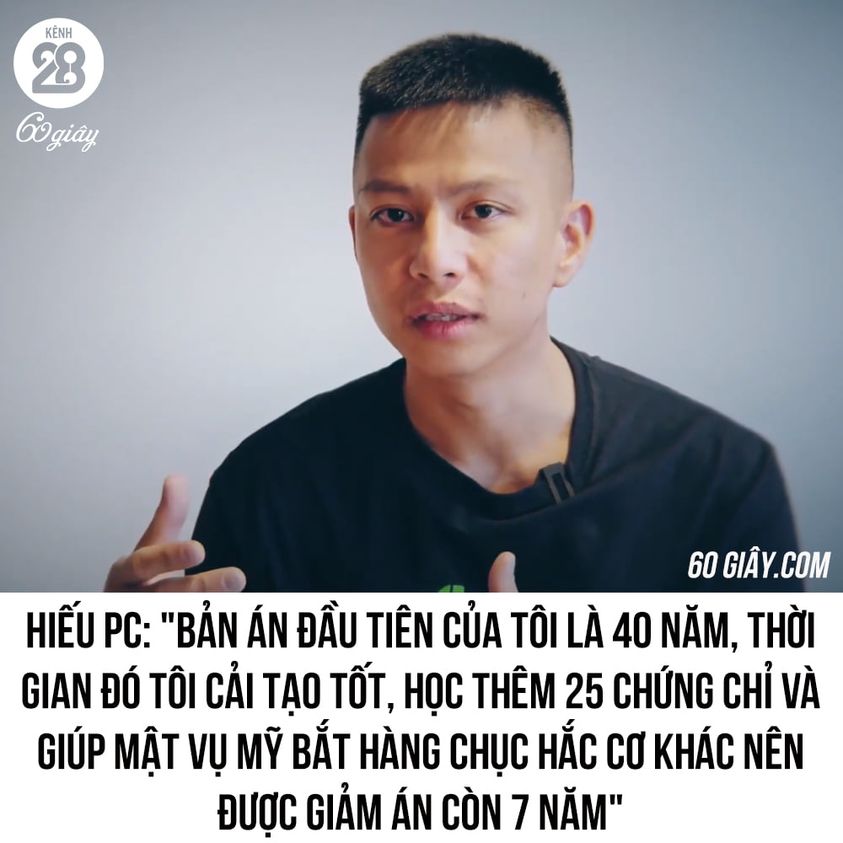 KÊNH
28
60 giây
60 GIÂY.COM
HIẾU PC: "BẢN ÁN ĐẦU TIÊN CỦA TÔI LÀ 40 NĂM, THỜI
GIAN ĐÓ TÔI CẢI TẠO TỐT, HỌC THÊM 25 CHỨNG CHỈ VÀ
GIÚP MẬT VỤ MỸ BẮT HÀNG CHỤC HẮC CƠ KHÁC NÊN
ĐƯỢC GIẢM ÁN CÒN 7 NĂM"